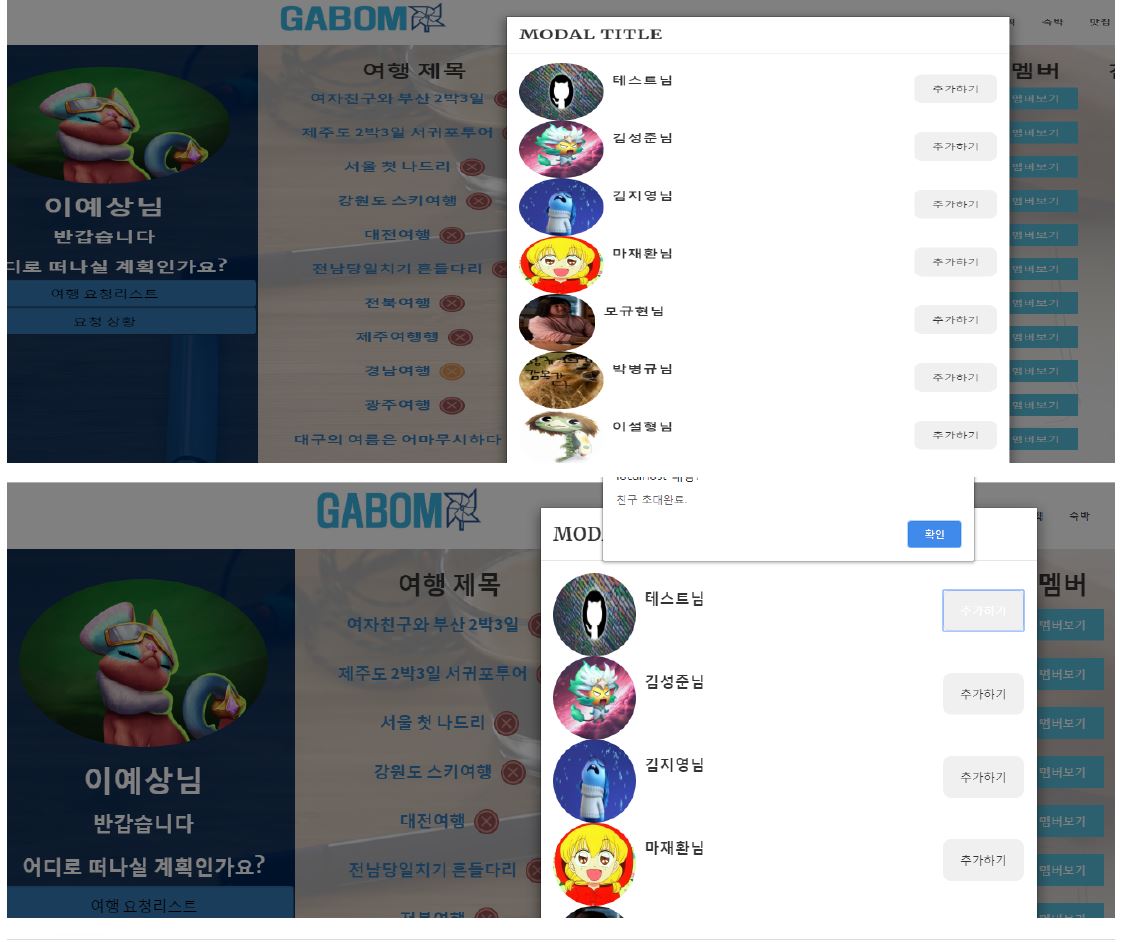 GABOM
MODAL TITLE
숙박
맛집
여행 제목
멤버
여자친구와 부산 2박3일
제주도 2박3일 서귀포투어
서울 첫 나드리
강원도 스키여행
대전여행
전남당일치기 흔들다리
전북여행
제주여행행
경남여행
광주여행
대구의 여름은 어마무시하다
이예상님
반갑습니다
디로 떠나실 계획인가요?
여행 요청리스트
요청 상황
테스트님
추가하기
김성준님
추가하기
김지영님
추가하기
마재환님
추가하기
모규현님
추가하기
박병규님
추가하기
이설형님
추가하기
멤버보기
멤버보기
멤버보기
멤버보기
멤버보기
멤버보기
멤버보기
멤버보기
멤버보기
멤버보기
멤버보기
GABOM
친구 초대완료.
확인
MOD
숙박
여행 제목
멤버
여자친구와 부산 2박3일
제주도 2박3일 서귀포투어
서울 첫 나드리
강원도 스키여행
대전여행
전남당일치기 흔들다리
전북여행
이예상님
반갑습니다
어디로 떠나실 계획인가요?
여행 요청리스트
테스트님
추가하기
김성준님
추가하기
김지영님
추가하기
마재환님
추가하기
멤버보기
멤버보기
멤버보기
멤버보기
멤버보기
멤버보기